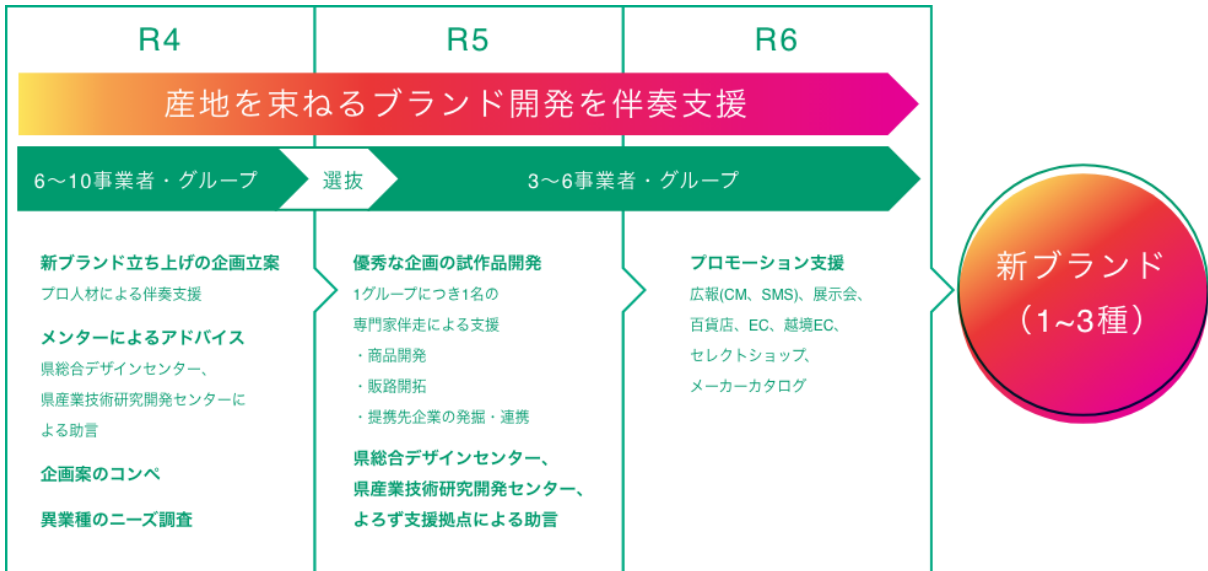 R4
R5
R6
産地を束ねるブランド開発を伴奏支援
6〜10事業者・グループ
選抜
3〜6事業者・グループ
新ブランド立ち上げの企画立案
プロ人材による伴奏支援
メンターによるアドバイス
県総合デザインセンター、
県産業技術研究開発センターに
よる助言
企画案のコンペ
異業種のニーズ調査
優秀な企画の試作品開発
1グループにつき1名の
専門家伴走による支援
・商品開発
・販路開拓
・提携先企業の発掘・連携
県総合デザインセンター、
県産業技術研究開発センター、
よろず支援拠点による助言
プロモーション支援
広報(CM、SMS)、展示会、
百貨店、EC、越境EC、
セレクトショップ、
メーカーカタログ
新ブランド
（1~3種）